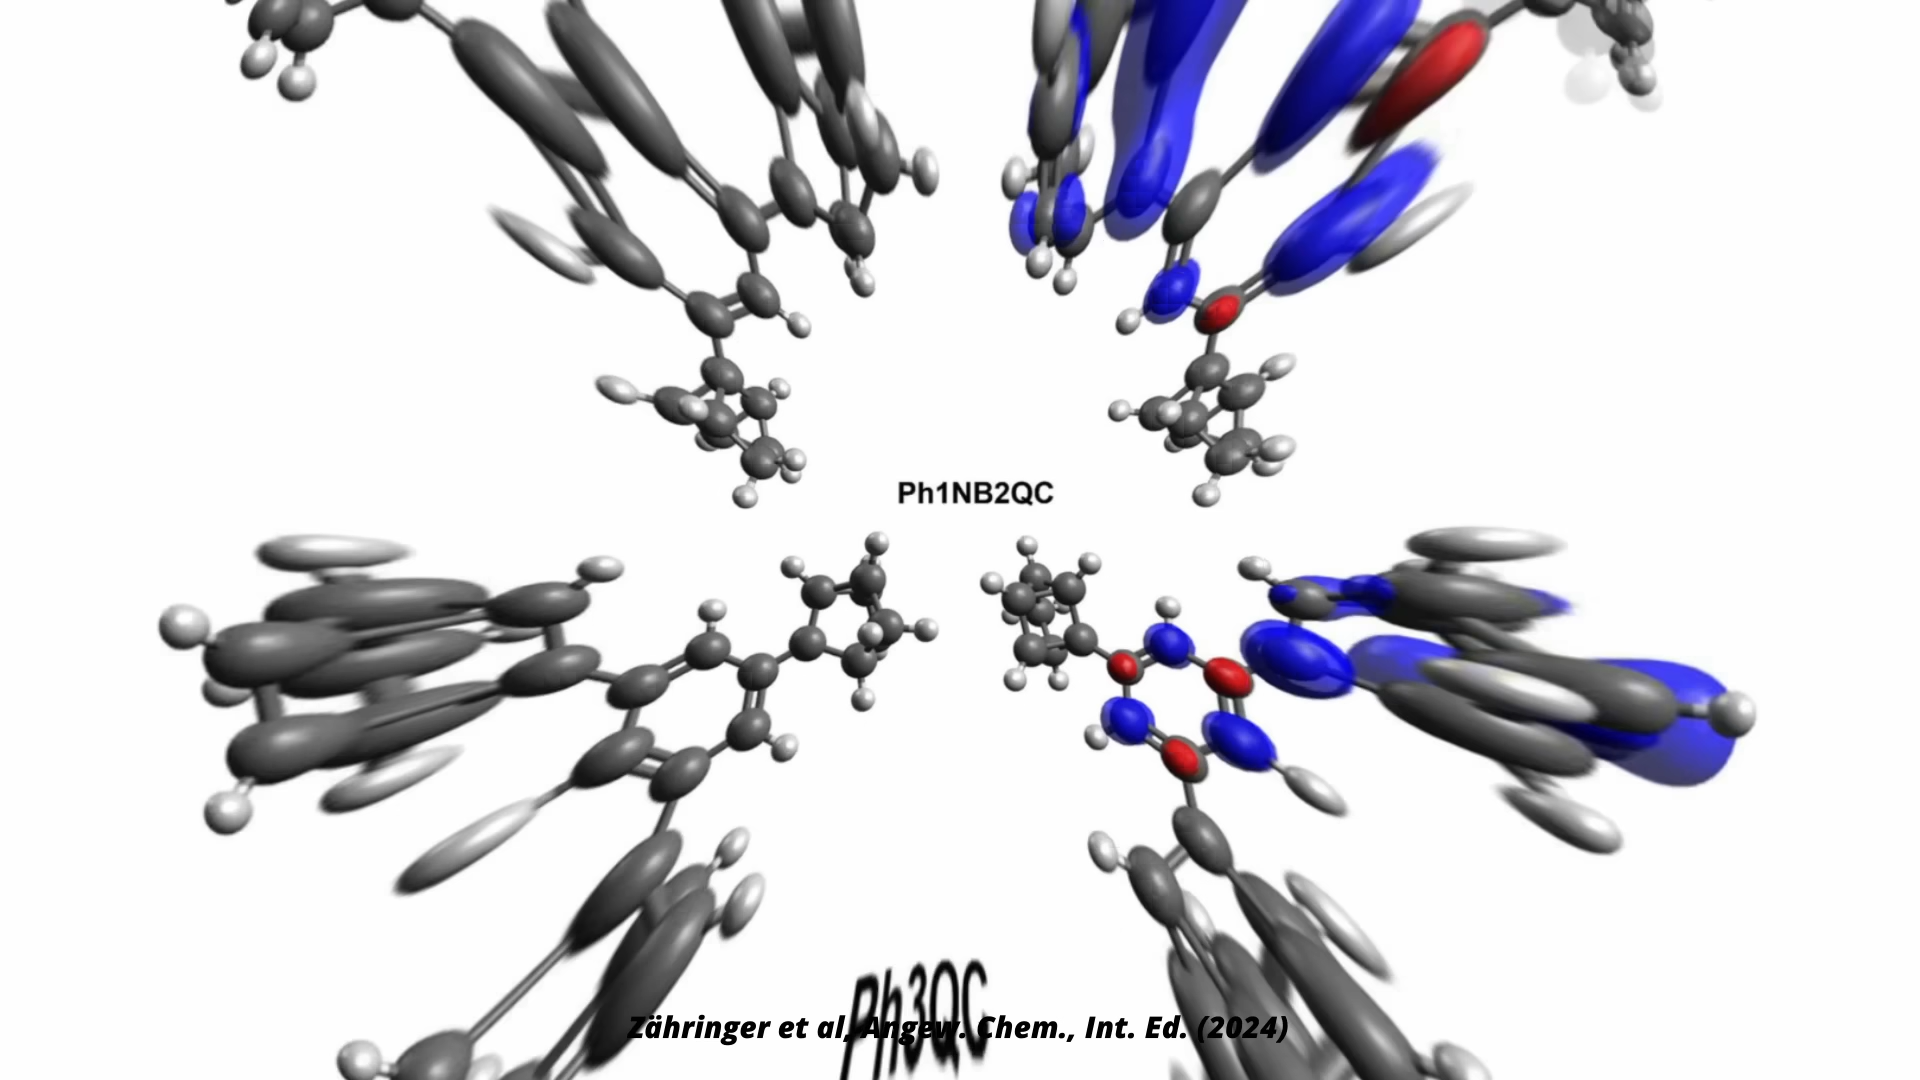 Ph1NB2QC
Ph3QC
Zähringer et al, Angew. Chem., Int. Ed. (2024)